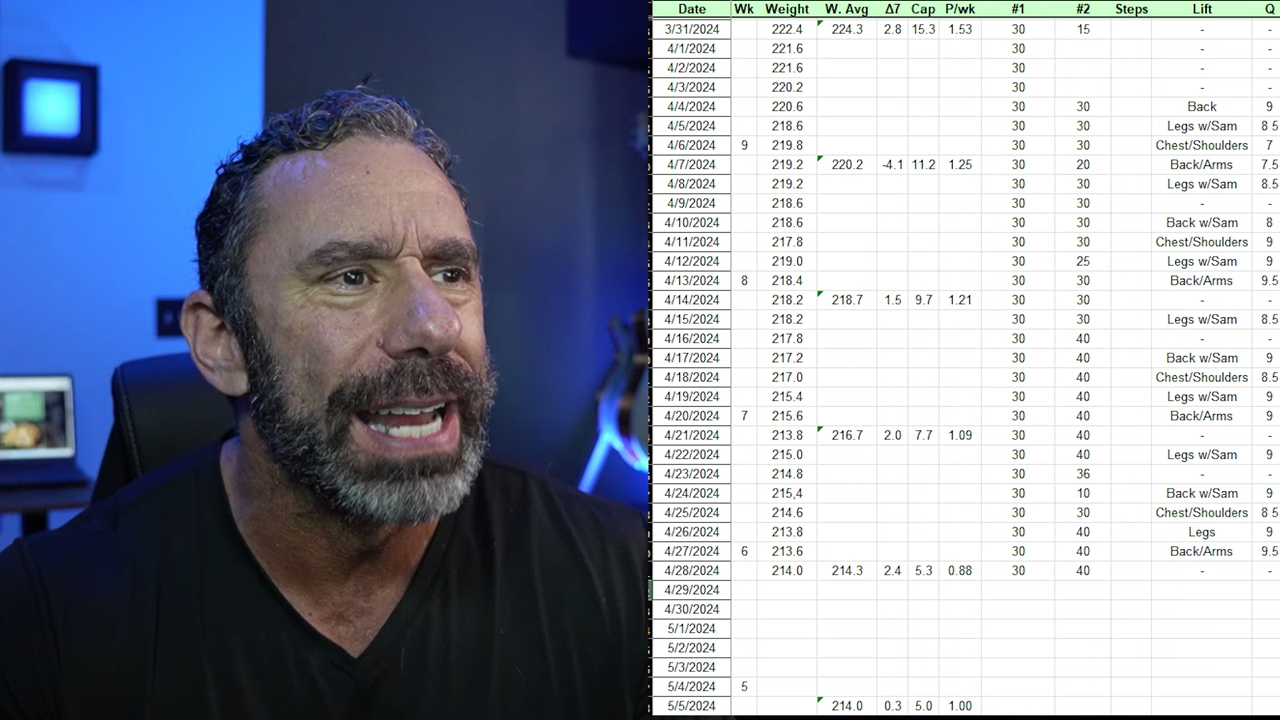 Date Wk Weight W. Avg Δ7 Cap P/wk #1 #2 Steps Lift Q
3/31/2024 222.4 224.3 2.8 15.3 1.53 30 15 - -
4/1/2024 221.6 30 - -
4/2/2024 221.6 30 - -
4/3/2024 220.2 30 - -
4/4/2024 220.6 30 30 Back 9
4/5/2024 218.6 30 30 Legs w/Sam 8 5
4/6/2024 9 219.8 30 30 Chest/Shoulders 7
4/7/2024 219.2 220.2 -4.1 11.2 1.25 30 20 Back/Arms 7.5
4/8/2024 219.2 30 30 Legs w/Sam 8.5
4/9/2024 218.6 30 30 - -
4/10/2024 218.6 30 30 Back w/Sam 8
4/11/2024 217.8 30 30 Chest/Shoulders 9
4/12/2024 219.0 30 25 Legs w/Sam 9
4/13/2024 8 218.4 30 30 Back/Arms 9.5
4/14/2024 218.2 218.7 1.5 9.7 1.21 30 30 - -
4/15/2024 218.2 30 30 Legs w/Sam 8.5
4/16/2024 217.8 30 40 - -
4/17/2024 217.2 30 40 Back w/Sam 9
4/18/2024 217.0 30 40 Chest/Shoulders 8.5
4/19/2024 215.4 30 40 Legs w/Sam 9
4/20/2024 7 215.6 30 40 Back/Arms 9
4/21/2024 213.8 216.7 2.0 7.7 1.09 30 40 - -
4/22/2024 215.0 30 40 Legs w/Sam 9
4/23/2024 214.8 30 36 - -
4/24/2024 215,4 30 10 Back w/Sam 9
4/25/2024 214.6 30 30 Chest/Shoulders 8 5
4/26/2024 213.8 30 40 Legs 9
4/27/2024 6 213.6 30 40 Back/Arms 9.5
4/28/2024 214.0 214.3 2.4 5.3 0.88 30 40 - -
4/29/2024
4/30/2024
5/1/2024
5/2/2024
5/3/2024
5/4/2024 5
5/5/2024 214.0 0.3 5.0 1.00